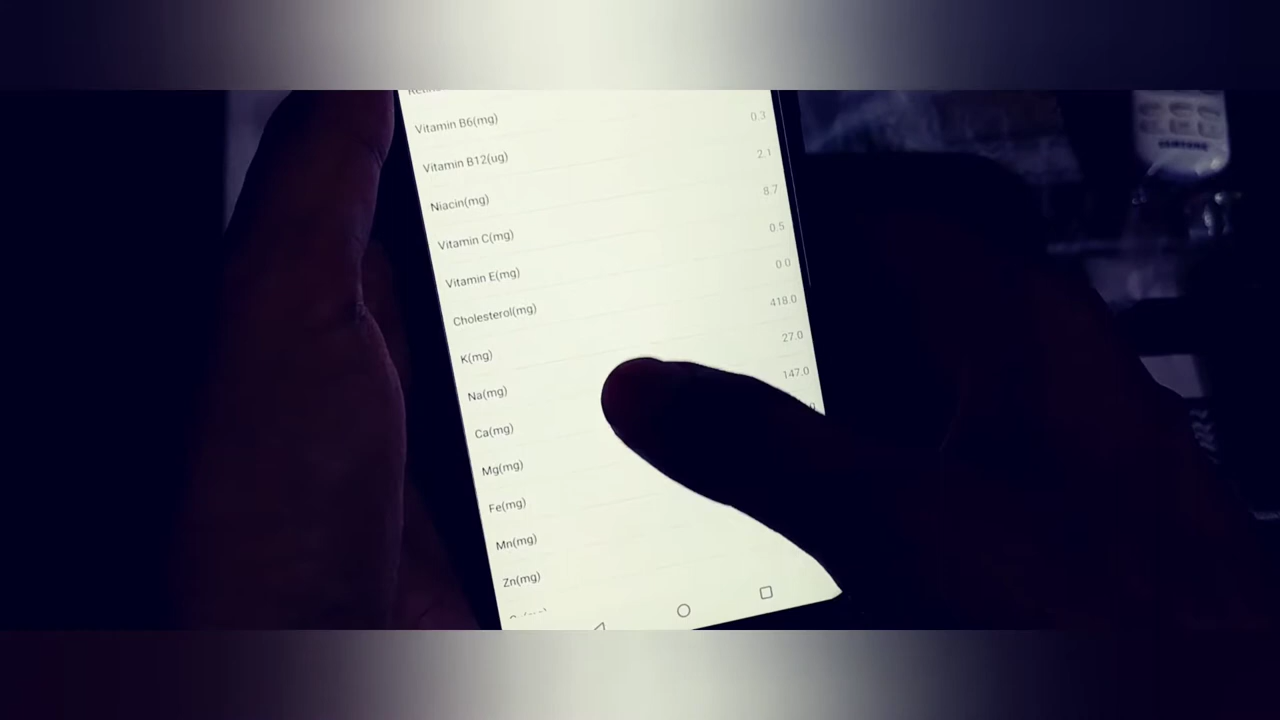 Vitamin B6(mg)
Vitamin B12(ug) 0.3
Niacin(mg) 2.1
Vitamin C(mg) 8.7
Vitamin E(mg) 0.5
Cholesterol(mg) 0.0
K(mg) 418.0
Na(mg) 27.0
Ca(mg) 147.0
Mg(mg)
Fe(mg)
Mn(mg)
Zn(mg)
SAMSUNG